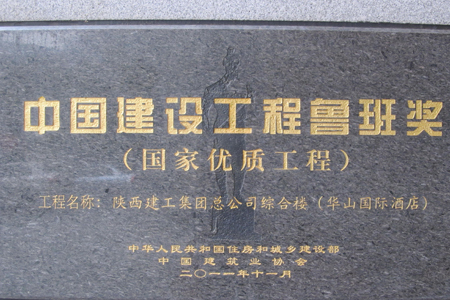 中国建设工程鲁班奖
（国家优质工程）
工程名称：陕西建工集团总公司综合楼（华山国际酒店）
中华人民共和国住房和城乡建设部
中国建筑业协会
二〇一一年十一月